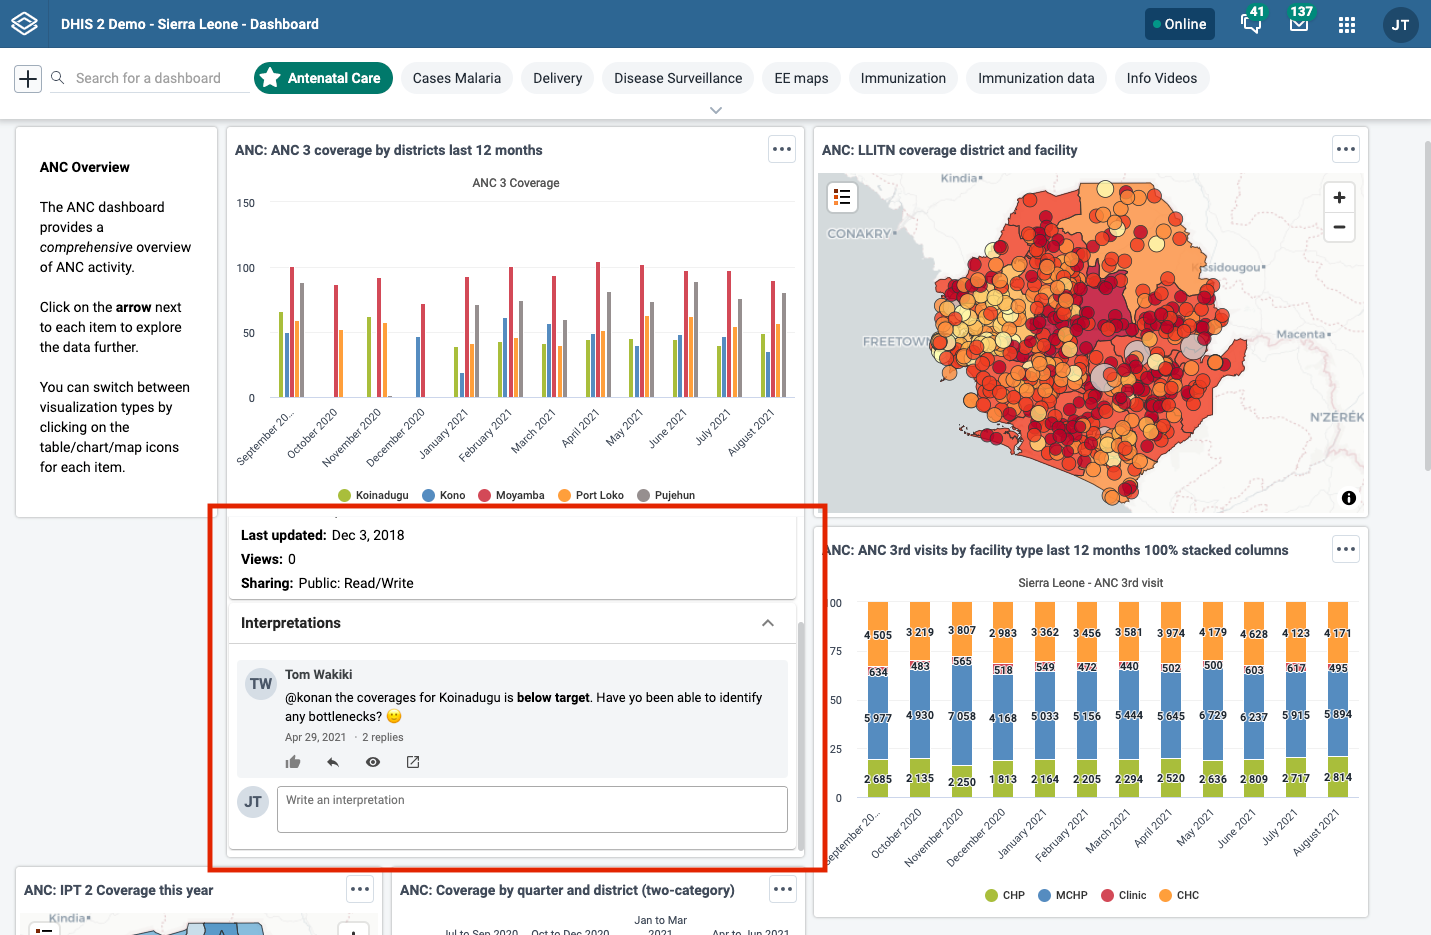 DHIS 2 Demo - Sierra Leone - Dashboard
Online
41
137
JT
Search for a dashboard
Antenatal Care
Cases Malaria
Delivery
Disease Surveillance
EE maps
Immunization
Immunization data
Info Videos
ANC Overview
The ANC dashboard
provides a
comprehensive overview
of ANC activity.
Click on the arrow next
to each item to explore
the data further.
You can switch between
visualization types by
clicking on the
table/chart/map icons
for each item.
ANC: ANC 3 coverage by districts last 12 months
ANC 3 Coverage
150
100
50
0
September 20...
October 2020
November 2020
December 2020
January 2021
February 2021
March 2021
April 2021
May 2021
June 2021
July 2021
August 2021
Koinadugu
Kono
Moyamba
Port Loko
Pujehun
ANC: LLITN coverage district and facility
Kindia
CONAKRY
FREETOWN
Kissidougou
Macenta
N'ZÉRÉK
Last updated: Dec 3, 2018
Views: 0
Sharing: Public: Read/Write
Interpretations
TW
Tom Wakiki
@konan the coverages for Koinadugu is below target. Have yo been able to identify
any bottlenecks? 🙂
Apr 29, 2021 · 2 replies
JT
Write an interpretation
ANC: ANC 3rd visits by facility type last 12 months 100% stacked columns
Sierra Leone - ANC 3rd visit
00
75
50
25
0
4 505 3 219 3 807 2 983 3 362 3 456 3 581 3 974 4 179 4 628 4 123 4 171
634 483 565 518 549 472 440 502 500 603 617 495
5 977 4 930 7 058 4 168 5 033 5 156 5 444 5 645 6 729 6 237 5 915 5 894
2 685 2 135 2 250 1 813 2 164 2 205 2 294 2 520 2 636 2 809 2 717 2 814
September 20...
October 2020
November 2020
December 2020
January 2021
February 2021
March 2021
April 2021
May 2021
June 2021
July 2021
August 2021
CHP
MCHP
Clinic
CHC
ANC: IPT 2 Coverage this year
Kindia
ANC: Coverage by quarter and district (two-category)
Jul to Sep 2020
Oct to Dec 2020
Jan to Mar
2021
Apr to Jun 2021